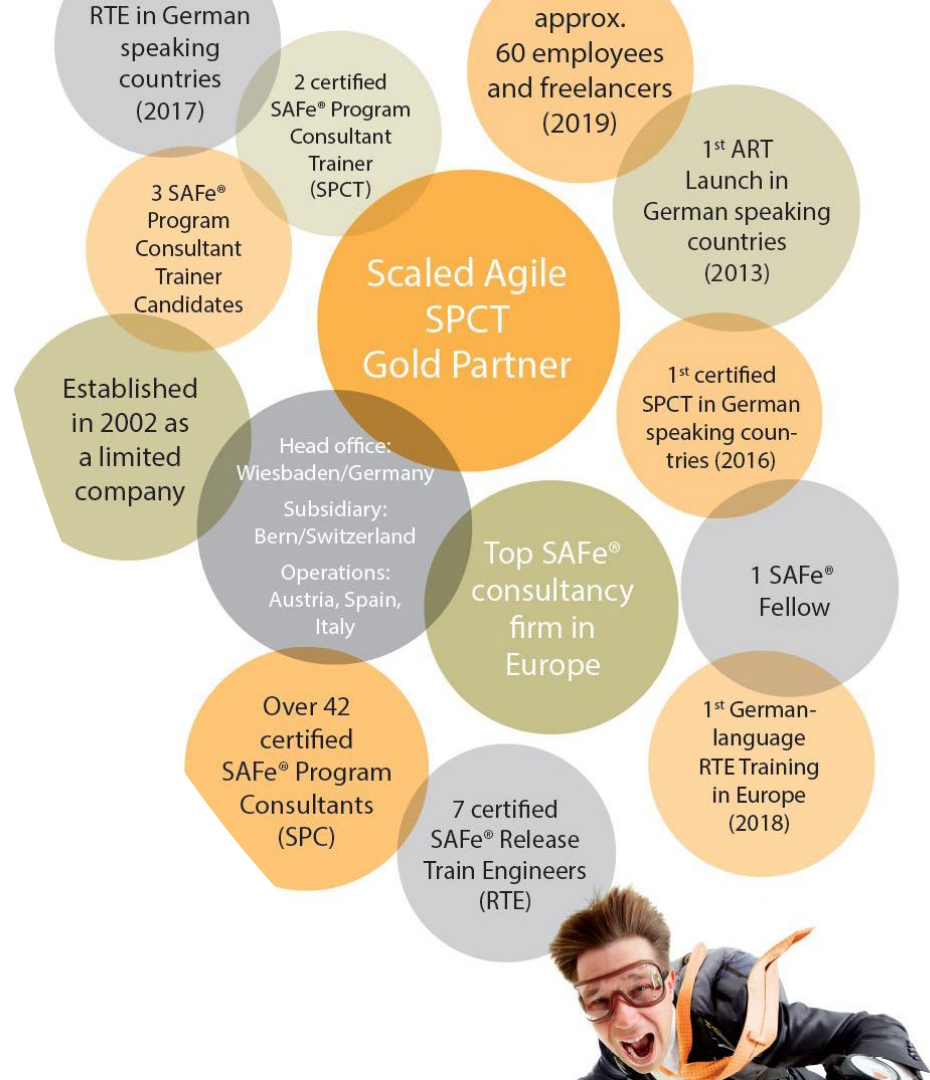 RTE in German
speaking
countries
(2017)
2 certified
SAFe® Program
Consultant
Trainer
(SPCT)
approx.
60 employees
and freelancers
(2019)
1st ART
Launch in
German speaking
countries
(2013)
3 SAFe®
Program
Consultant
Trainer
Candidates
Scaled Agile
SPCT
Gold Partner
Established
in 2002 as
a limited
company
1st certified
SPCT in German
speaking coun-
tries (2016)
Head office:
Wiesbaden/Germany
Subsidiary:
Bern/Switzerland
Operations:
Austria, Spain,
Italy
Top SAFe®
consultancy
firm in
Europe
1 SAFe®
Fellow
Over 42
certified
SAFe® Program
Consultants
(SPC)
1st German-
language
RTE Training
in Europe
(2018)
7 certified
SAFe® Release
Train Engineers
(RTE)